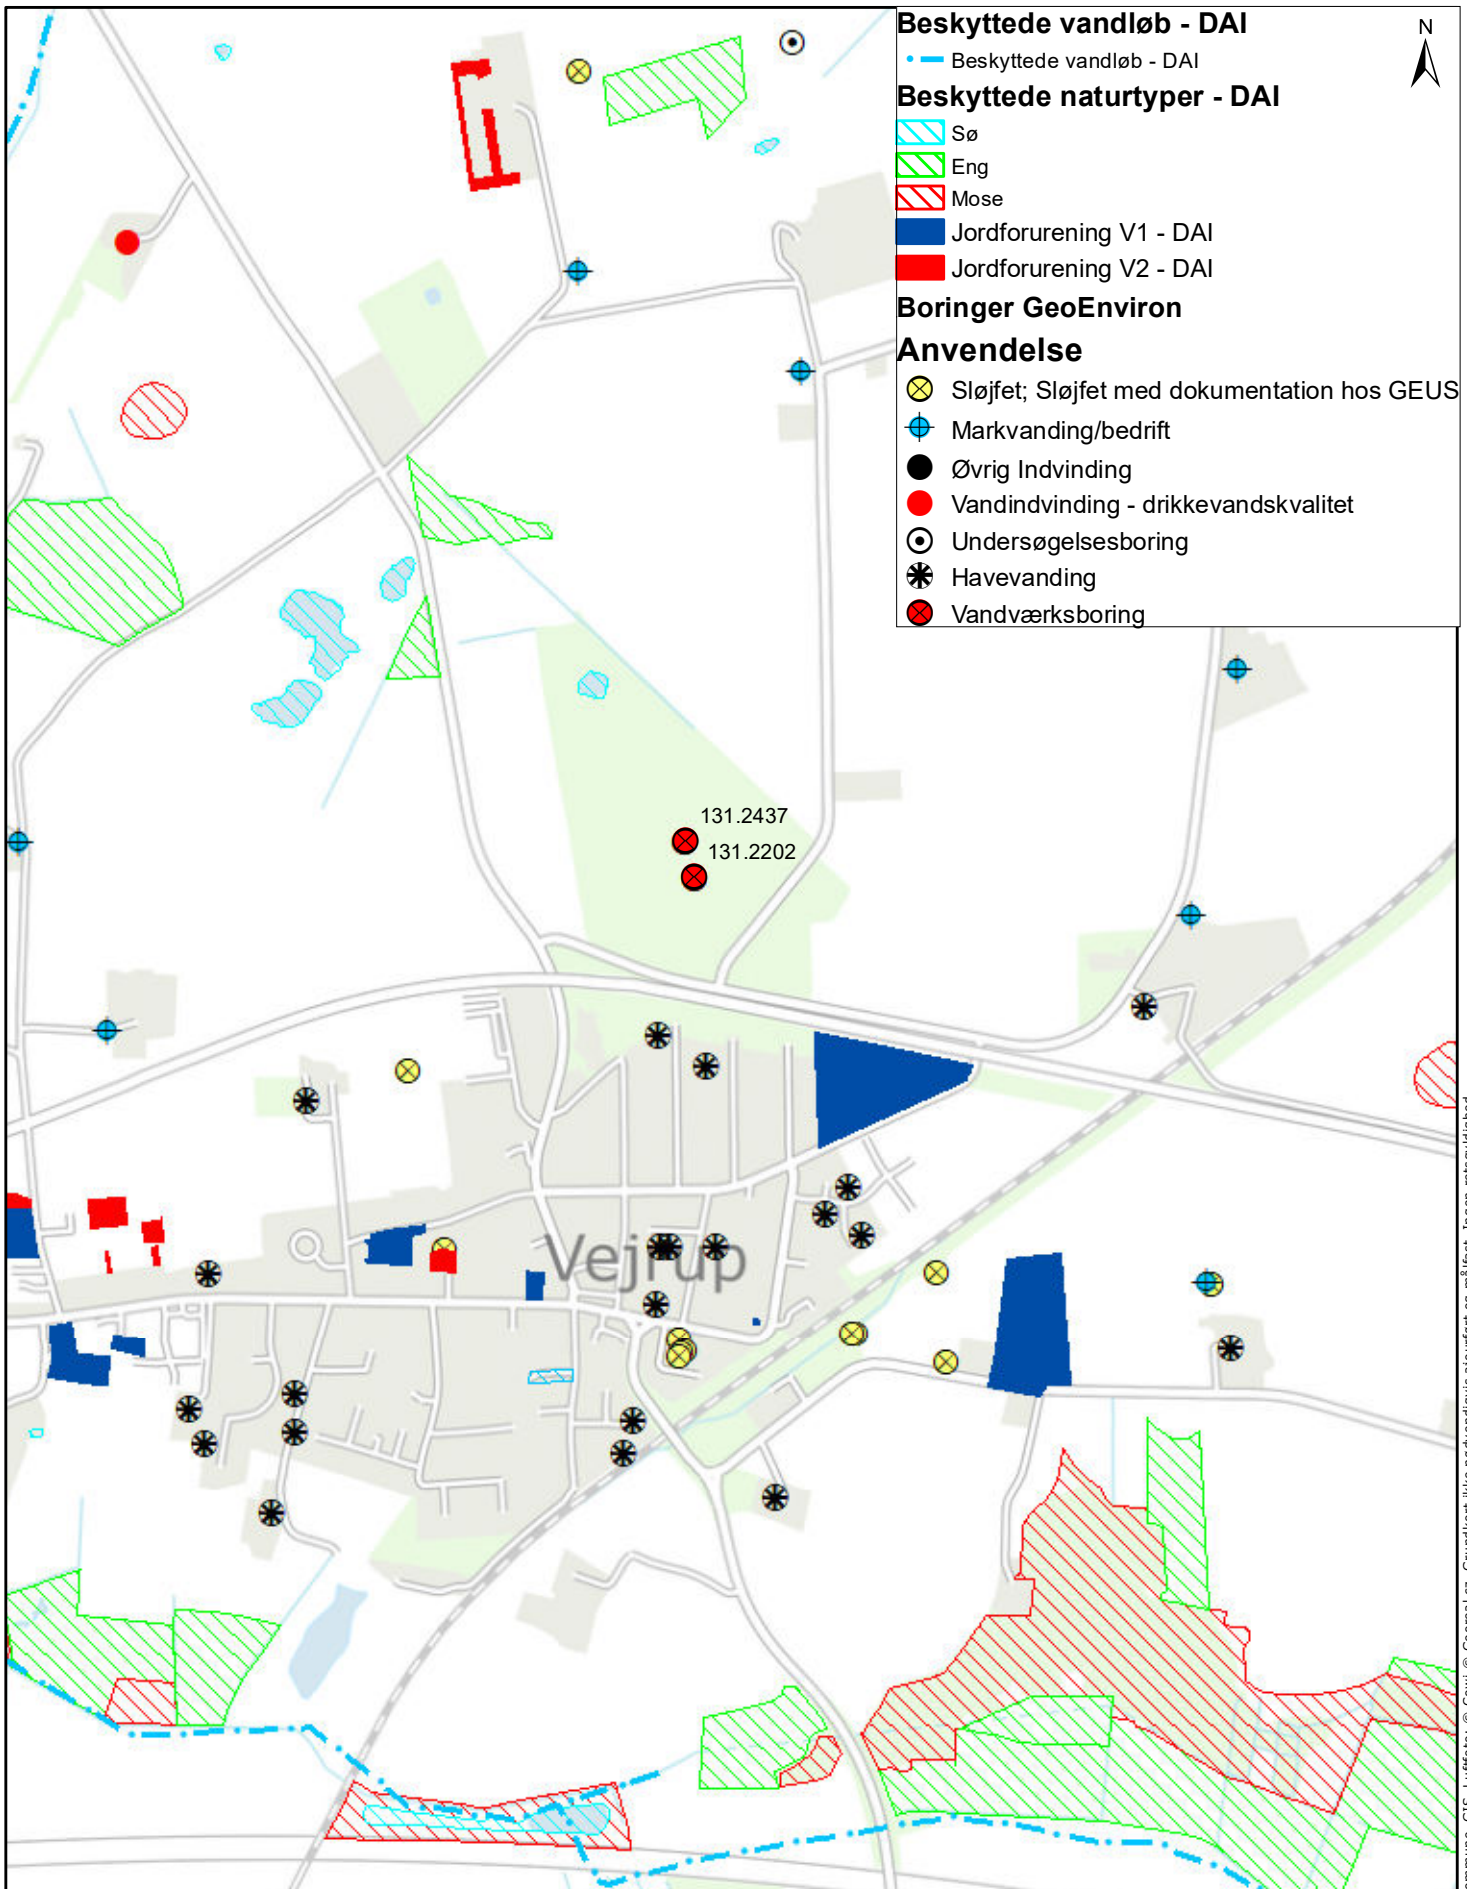 Beskyttede vandløb - DAI
Beskyttede vandløb - DAI
Beskyttede naturtyper - DAI
Sø
Eng
Mose
Jordforurening V1 - DAI
Jordforurening V2 - DAI
Boringer GeoEnviron
Anvendelse
Sløjfet; Sløjfet med dokumentation hos GEUS
Markvanding/bedrift
Øvrig Indvinding
Vandindvinding - drikkevandskvalitet
Undersøgelsesboring
Havevanding
Vandværksboring
N
131.2437
131.2202
Vejrup